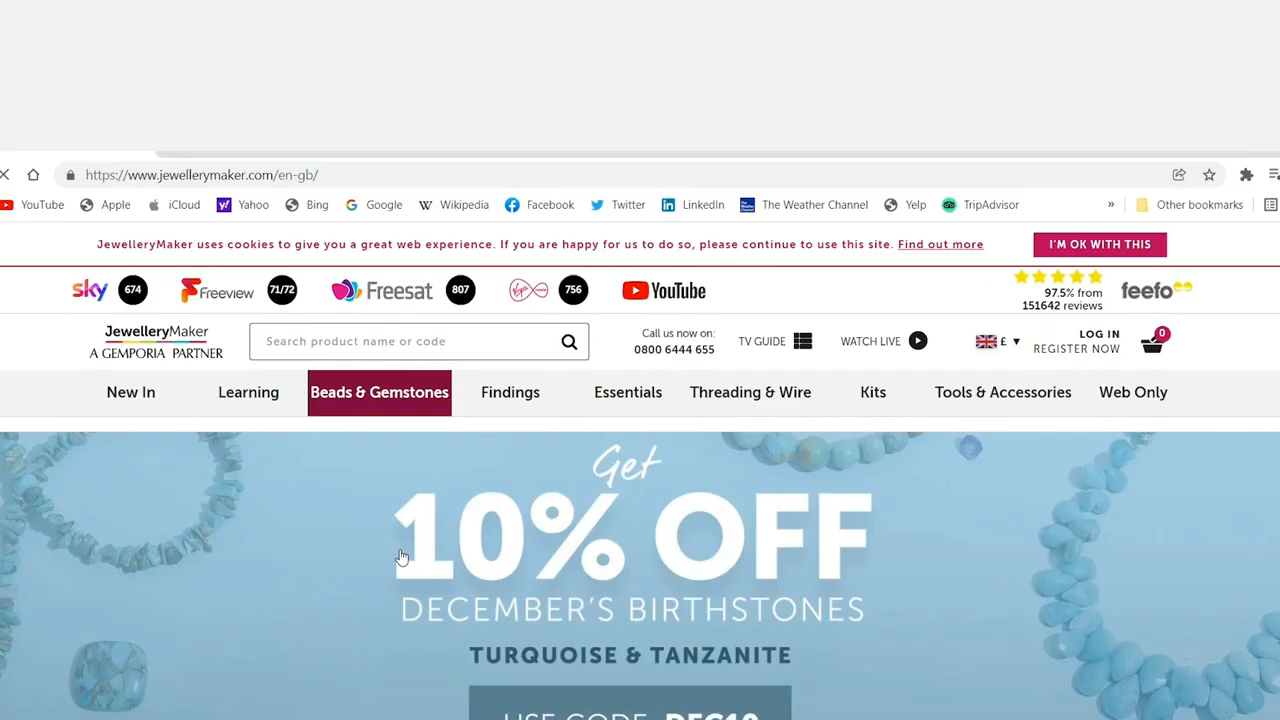 https://www.jewellerymaker.com/en-gb/
YouTube Apple iCloud Yahoo Bing Google Wikipedia Facebook Twitter LinkedIn The Weather Channel Yelp TripAdvisor » Other bookmarks
JewelleryMaker uses cookies to give you a great web experience. If you are happy for us to do so, please continue to use this site. Find out more I'M OK WITH THIS
sky 674 Freeview 71/72 Freesat 807 Virgin media 756 YouTube
97.5% from
151642 reviews
feefo
JewelleryMaker
A GEMPORIA PARTNER
Search product name or code
Call us now on:
0800 6444 655
TV GUIDE WATCH LIVE £ ▼
LOG IN
REGISTER NOW
0
New In Learning Beads & Gemstones Findings Essentials Threading & Wire Kits Tools & Accessories Web Only
Get
10% OFF
DECEMBER'S BIRTHSTONES
TURQUOISE & TANZANITE
USE CODE: DEC10